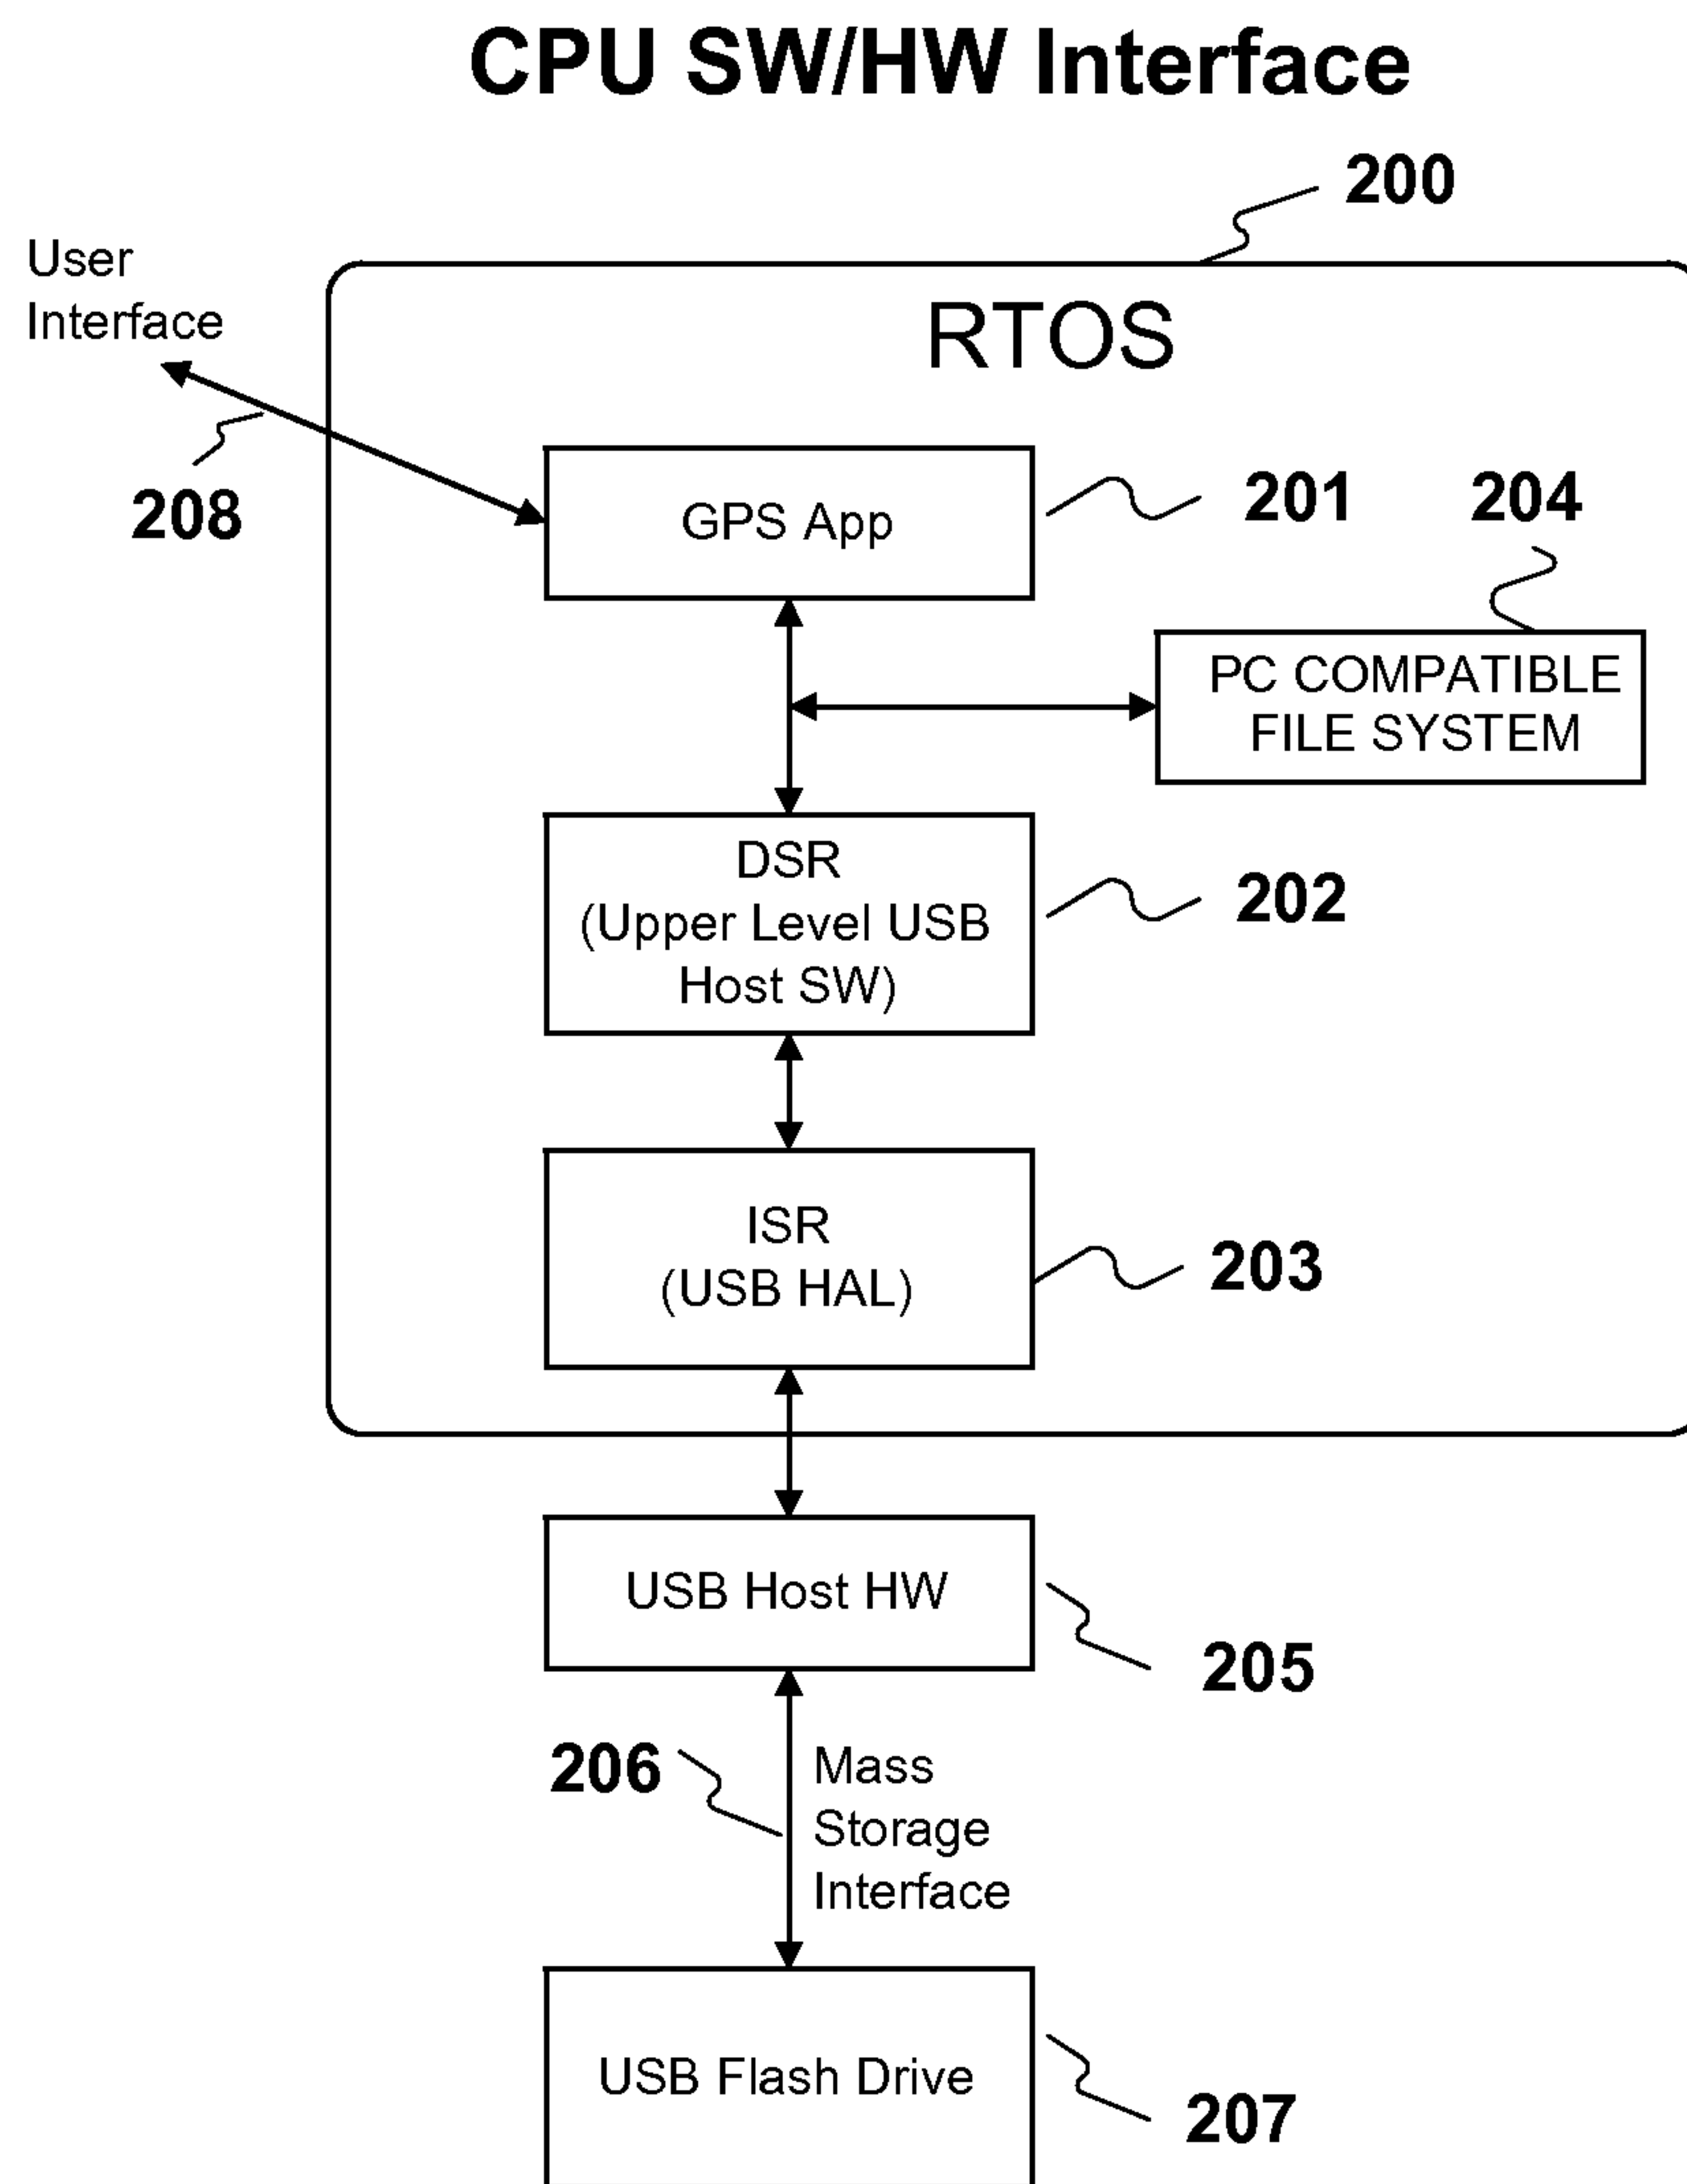 CPU SW/HW Interface
200
User
Interface
RTOS
208
GPS App
201
204
PC COMPATIBLE
FILE SYSTEM
DSR
(Upper Level USB
Host SW)
202
ISR
(USB HAL)
203
USB Host HW
205
206
Mass
Storage
Interface
USB Flash Drive
207